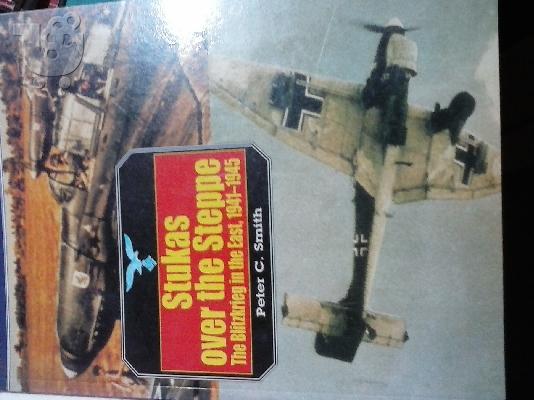 Stukas
over the Steppe
The Blitzkrieg in the East, 1941–1945
Peter C. Smith